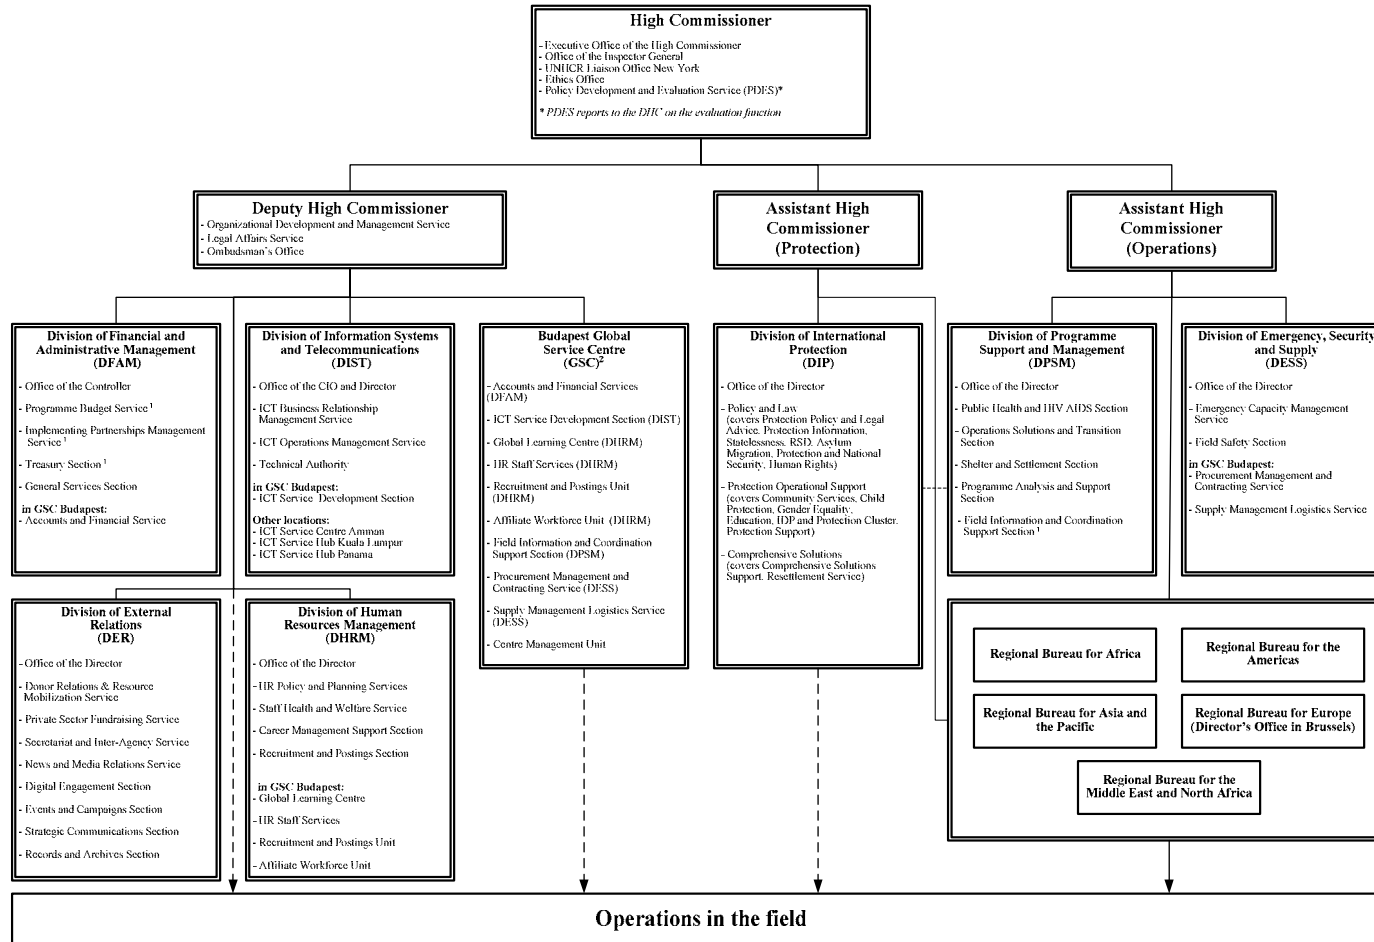 High Commissioner
- Executive Office of the High Commissioner
- Office of the Inspector General
- UNHCR Liaison Office New York
- Ethics Office
- Policy Development and Evaluation Service (PDES)*
* PDES reports to the DHC on the evaluation function
Deputy High Commissioner
- Organizational Development and Management Service
- Legal Affairs Service
- Ombudsman's Office
Assistant High
Commissioner
(Protection)
Assistant High
Commissioner
(Operations)
Division of Financial and
Administrative Management
(DFAM)
- Office of the Controller
- Programme Budget Service 1
- Implementing Partnerships Management
Service 1
- Treasury Section 1
- General Services Section
in GSC Budapest:
- Accounts and Financial Service
Division of Information Systems
and Telecommunications
(DIST)
- Office of the CIO and Director
- ICT Business Relationship
Management Service
- ICT Operations Management Service
- Technical Authority
in GSC Budapest:
- ICT Service Development Section
Other locations:
- ICT Service Centre Amman
- ICT Service Hub Kuala Lumpur
- ICT Service Hub Panama
Budapest Global
Service Centre
(GSC)2
- Accounts and Financial Services
(DFAM)
- ICT Service Development Section (DIST)
- Global Learning Centre (DHRM)
- HR Staff Services (DHRM)
- Recruitment and Postings Unit
(DHRM)
- Affiliate Workforce Unit (DHRM)
- Field Information and Coordination
Support Section (DPSM)
- Procurement Management and
Contracting Service (DESS)
- Supply Management Logistics Service
(DESS)
- Centre Management Unit
Division of International
Protection
(DIP)
- Office of the Director
- Policy and Law
(covers Protection Policy and Legal
Advice, Protection Information,
Statelessness, RSD, Asylum
Migration, Protection and National
Security, Human Rights)
- Protection Operational Support
(covers Community Services, Child
Protection, Gender Equality,
Education, IDP and Protection Cluster,
Protection Support)
- Comprehensive Solutions
(covers Comprehensive Solutions
Support, Resettlement Service)
Division of Programme
Support and Management
(DPSM)
- Office of the Director
- Public Health and HIV AIDS Section
- Operations Solutions and Transition
Section
- Shelter and Settlement Section
- Programme Analysis and Support
Section
- Field Information and Coordination
Support Section 1
Division of Emergency, Security
and Supply
(DESS)
- Office of the Director
- Emergency Capacity Management
Service
- Field Safety Section
in GSC Budapest:
- Procurement Management and
Contracting Service
- Supply Management Logistics Service
Division of External
Relations
(DER)
- Office of the Director
- Donor Relations & Resource
Mobilization Service
- Private Sector Fundraising Service
- Secretariat and Inter-Agency Service
- News and Media Relations Service
- Digital Engagement Section
- Events and Campaigns Section
- Strategic Communications Section
- Records and Archives Section
Division of Human
Resources Management
(DHRM)
- Office of the Director
- HR Policy and Planning Services
- Staff Health and Welfare Service
- Career Management Support Section
- Recruitment and Postings Section
in GSC Budapest:
- Global Learning Centre
- HR Staff Services
- Recruitment and Postings Unit
- Affiliate Workforce Unit
Regional Bureau for Africa
Regional Bureau for the
Americas
Regional Bureau for Asia and
the Pacific
Regional Bureau for Europe
(Director's Office in Brussels)
Regional Bureau for the
Middle East and North Africa
Operations in the field